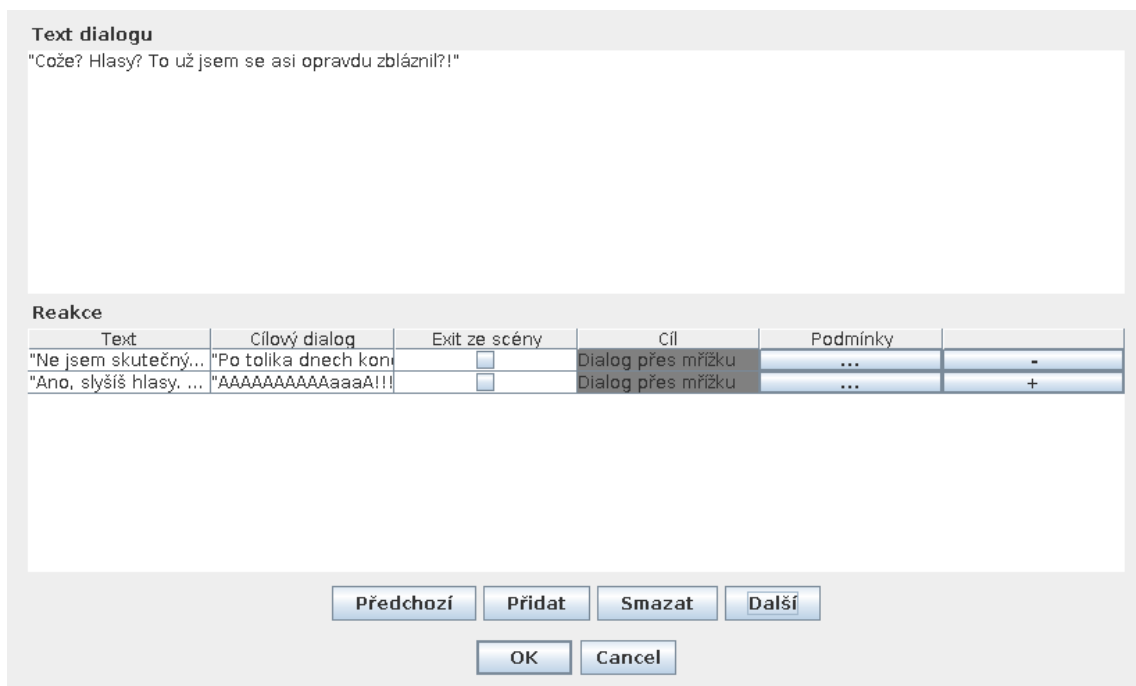 Text dialogu
"Cože? Hlasy? To už jsem se asi opravdu zbláznil?!"
Reakce
Text Cílový dialog Exit ze scény Cíl Podmínky
"Ne jsem skutečný... "Po tolika dnech kon Dialog přes mřížku ... -
"Ano, slyšíš hlasy. ... "AAAAAAAAAAaaaA!!! Dialog přes mřížku ... +
Předchozí Přidat Smazat Další
OK Cancel